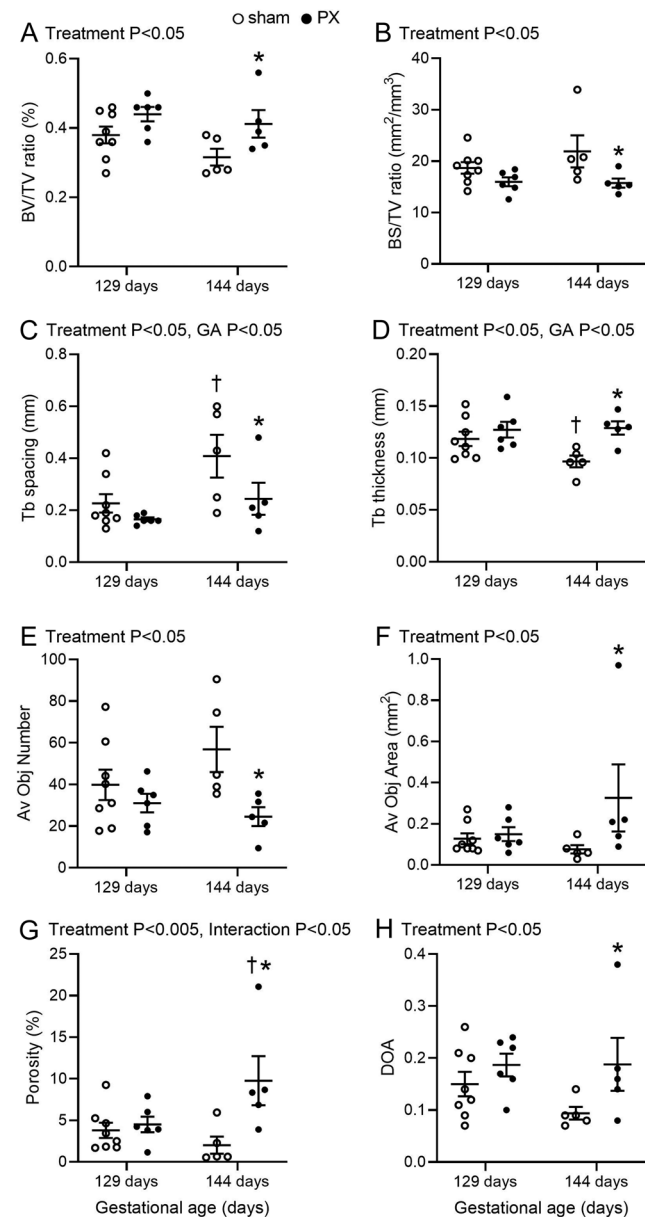 ○ sham ● PX
A Treatment P<0.05
BV/TV ratio (%)
0.6
0.4
0.2
0.0
129 days
144 days
*
B Treatment P<0.05
BS/TV ratio (mm²/mm³)
40
30
20
10
0
129 days
144 days
*
C Treatment P<0.05, GA P<0.05
Tb spacing (mm)
0.8
0.6
0.4
0.2
0.0
129 days
144 days
†
*
D Treatment P<0.05, GA P<0.05
Tb thickness (mm)
0.20
0.15
0.10
0.05
0.00
129 days
144 days
†
*
E Treatment P<0.05
Av Obj Number
100
80
60
40
20
0
129 days
144 days
*
F Treatment P<0.05
Av Obj Area (mm²)
1.0
0.8
0.6
0.4
0.2
0.0
129 days
144 days
*
G Treatment P<0.005, Interaction P<0.05
Porosity (%)
25
20
15
10
5
0
129 days
144 days
† *
Gestational age (days)
H Treatment P<0.05
DOA
0.4
0.3
0.2
0.1
0.0
129 days
144 days
*
Gestational age (days)